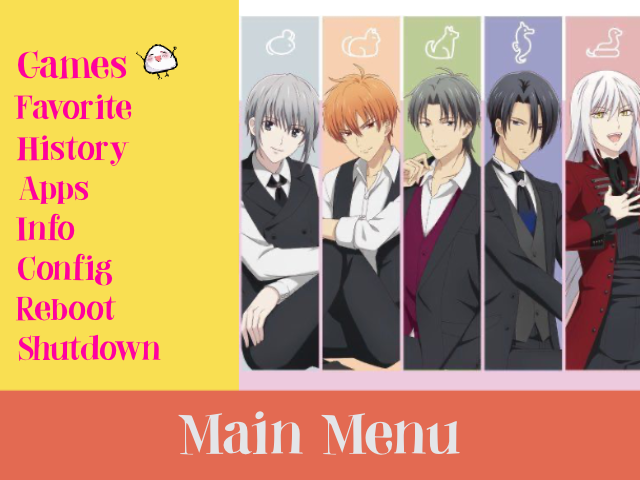 Games
Favorite
History
Apps
Info
Config
Reboot
Shutdown
Main Menu